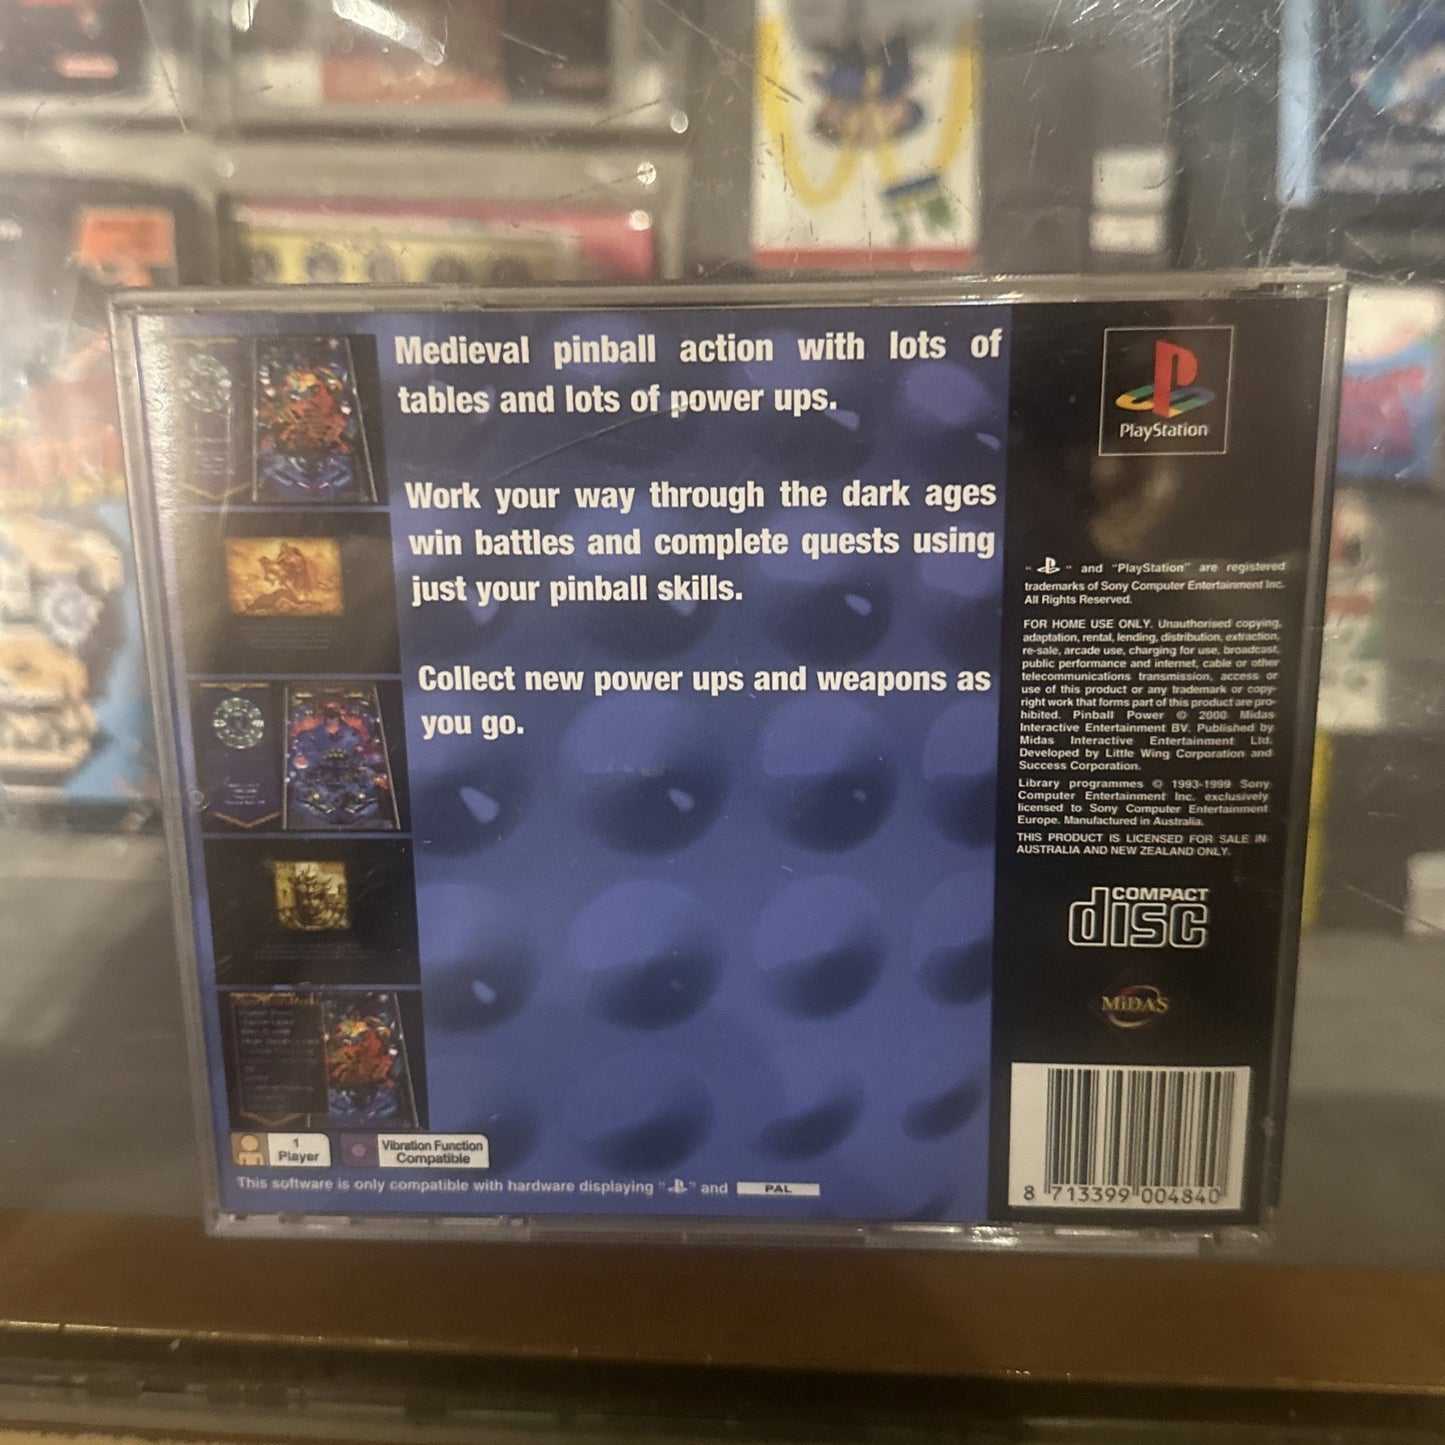 Medieval pinball action with lots of
tables and lots of power ups.
Work your way through the dark ages
win battles and complete quests using
just your pinball skills.
Collect new power ups and weapons as
you go.
1
Player
Vibration Function
Compatible
This software is only compatible with hardware displaying " " and PAL
PlayStation
" " and "PlayStation" are registered
trademarks of Sony Computer Entertainment Inc.
All Rights Reserved.
FOR HOME USE ONLY. Unauthorised copying,
adaptation, rental, lending, distribution, extraction,
re-sale, arcade use, charging for use, broadcast,
public performance and internet, cable or other
telecommunications transmission, access or
use of this product or any trademark or copy-
right work that forms part of this product are pro-
hibited. Pinball Power © 2000 Midas
Interactive Entertainment BV. Published by
Midas Interactive Entertainment Ltd.
Developed by Little Wing Corporation and
Success Corporation.
Library programmes © 1993-1999 Sony
Computer Entertainment Inc. exclusively
licensed to Sony Computer Entertainment
Europe. Manufactured in Australia.
THIS PRODUCT IS LICENSED FOR SALE IN
AUSTRALIA AND NEW ZEALAND ONLY.
COMPACT
disc
MiDAS
8 713399 004840